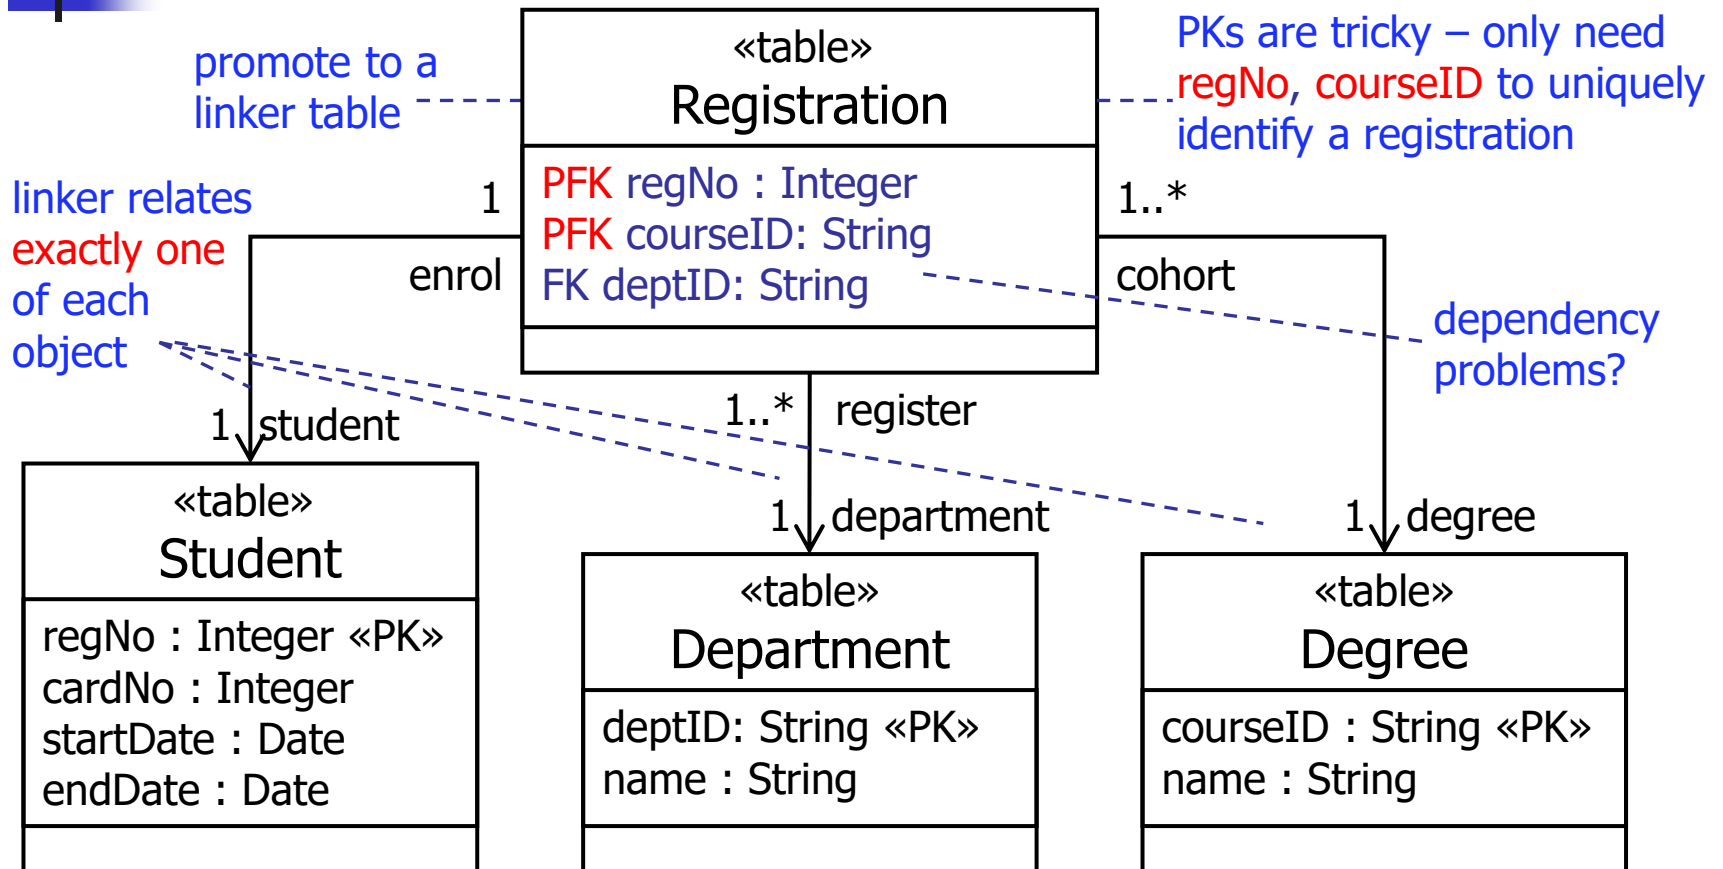 promote to a
linker table
«table»
Registration
PFK regNo : Integer
PFK courseID: String
FK deptID: String
PKs are tricky – only need
regNo, courseID to uniquely
identify a registration
linker relates
exactly one
of each
object
1
enrol
1..*
cohort
dependency
problems?
1..* register
1 student
1 department
1 degree
«table»
Student
regNo : Integer «PK»
cardNo : Integer
startDate : Date
endDate : Date
«table»
Department
deptID: String «PK»
name : String
«table»
Degree
courseID : String «PK»
name : String